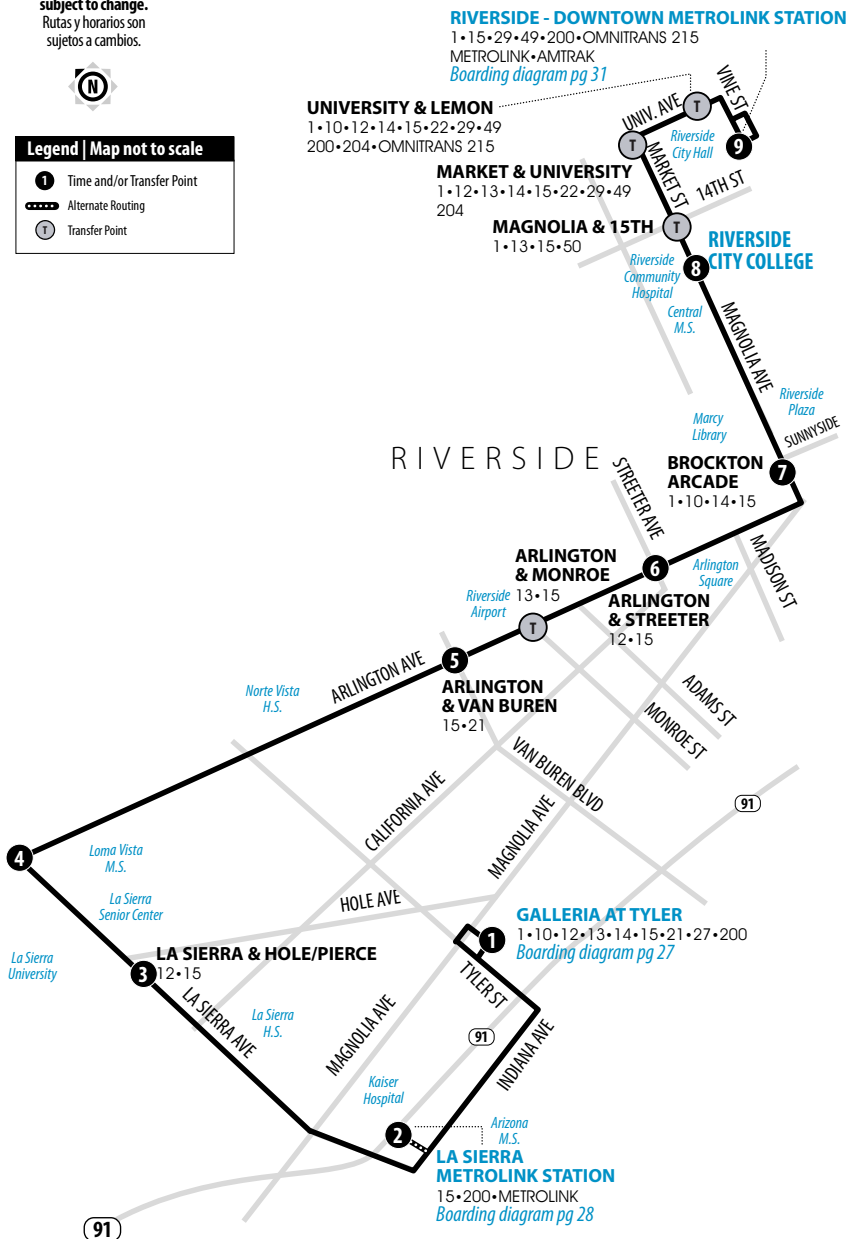 subject to change.
Rutas y horarios son
sujetos a cambios.
N
Legend | Map not to scale
1 Time and/or Transfer Point
Alternate Routing
T Transfer Point
RIVERSIDE - DOWNTOWN METROLINK STATION
1•15•29•49•200•OMNITRANS 215
METROLINK•AMTRAK
Boarding diagram pg 31
UNIVERSITY & LEMON
1•10•12•14•15•22•29•49
200•204•OMNITRANS 215
UNIV. AVE
T
VINE ST
Riverside
City Hall
9
T
MARKET & UNIVERSITY
1•12•13•14•15•22•29•49
204
MARKET ST
14TH ST
MAGNOLIA & 15TH
1•13•15•50
T
RIVERSIDE
CITY COLLEGE
8
Riverside
Community
Hospital
Central
M.S.
MAGNOLIA AVE
Riverside
Plaza
Marcy
Library
SUNNYSIDE
RIVERSIDE
BROCKTON
ARCADE
1•10•14•15
7
STREETER AVE
MADISON ST
ARLINGTON
& MONROE
13•15
6
Arlington
Square
Riverside
Airport
T
ARLINGTON
& STREETER
12•15
5
ARLINGTON AVE
ARLINGTON
& VAN BUREN
15•21
Norte Vista
H.S.
ADAMS ST
MONROE ST
VAN BUREN BLVD
CALIFORNIA AVE
MAGNOLIA AVE
91
4
Loma Vista
M.S.
La Sierra
Senior Center
HOLE AVE
GALLERIA AT TYLER
1•10•12•13•14•15•21•27•200
Boarding diagram pg 27
1
La Sierra
University
3
LA SIERRA & HOLE/PIERCE
12•15
TYLER ST
LA SIERRA AVE
La Sierra
H.S.
MAGNOLIA AVE
91
INDIANA AVE
Kaiser
Hospital
2
Arizona
M.S.
LA SIERRA
METROLINK STATION
15•200•METROLINK
Boarding diagram pg 28
91